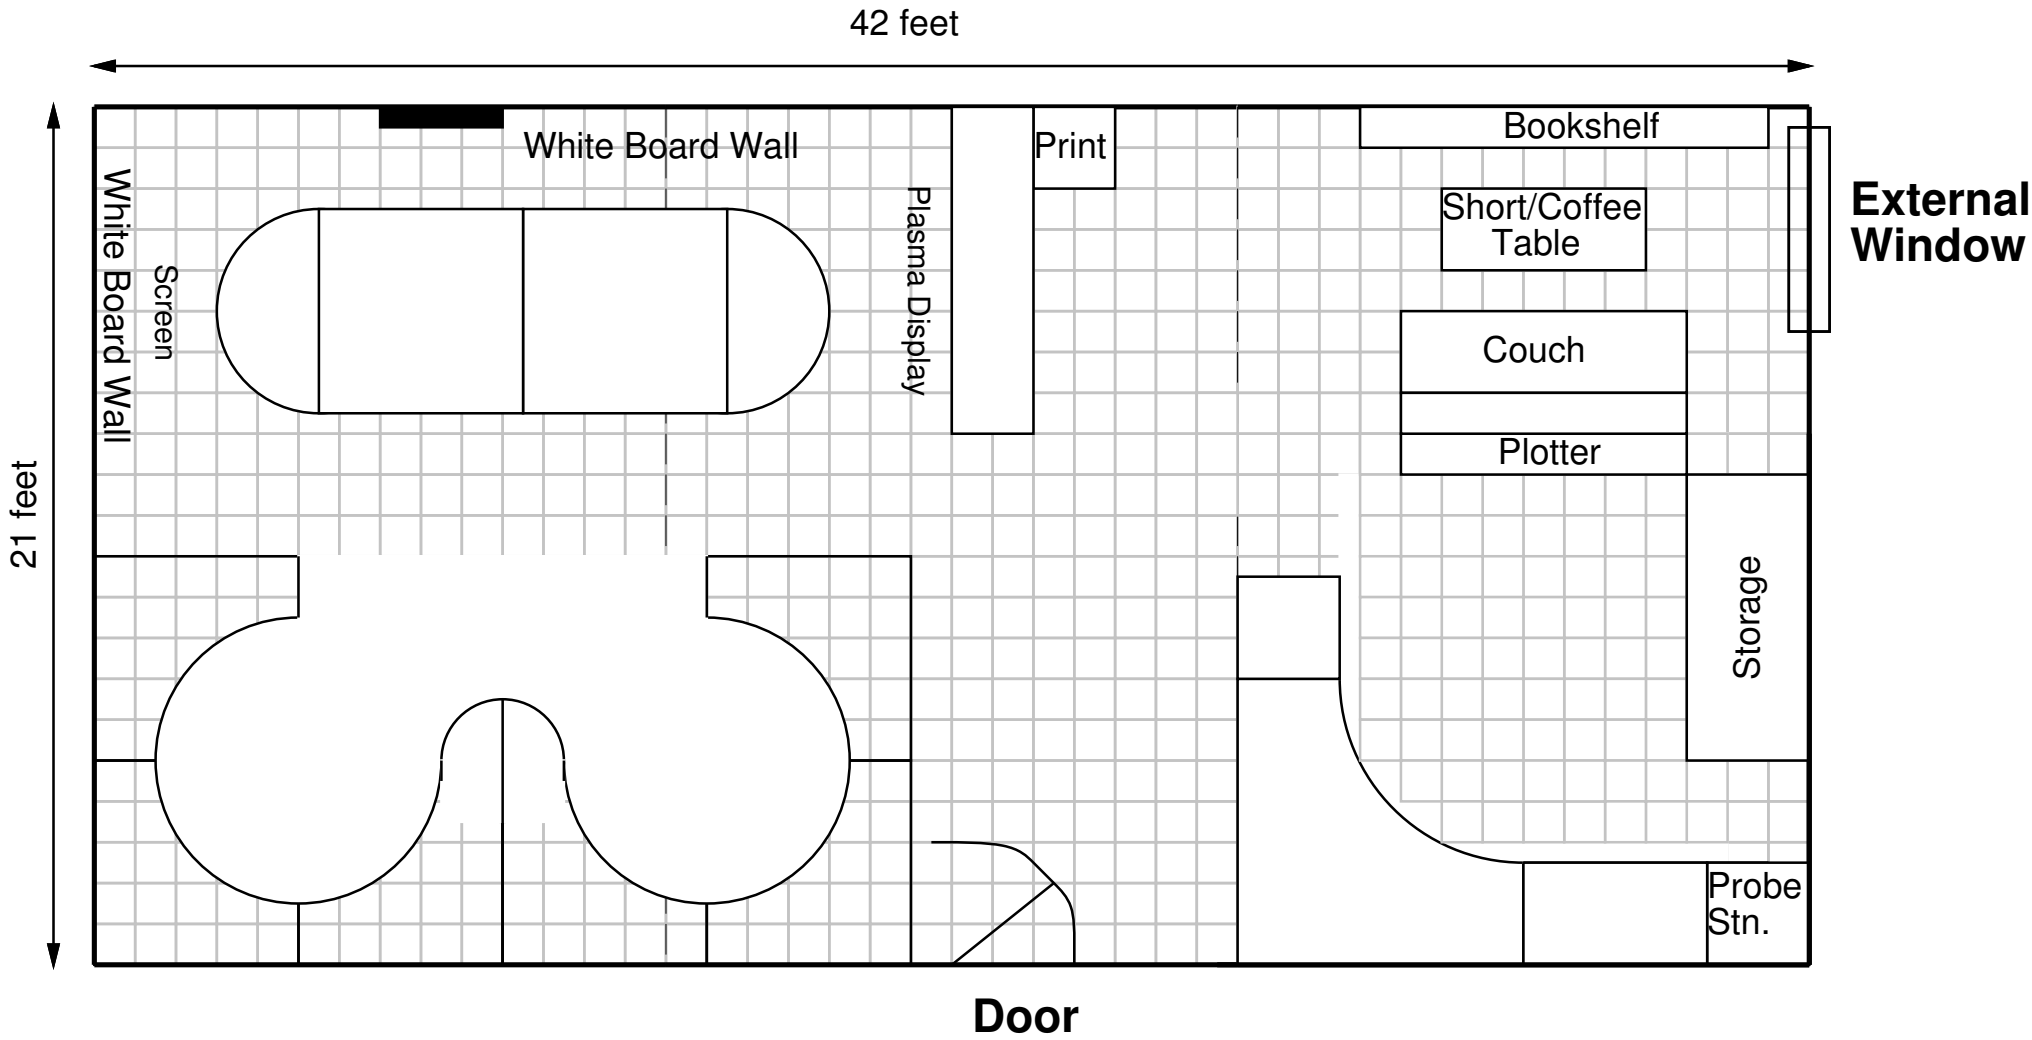 42 feet
White Board Wall
Print
Bookshelf
External
Window
Short/Coffee
Table
White Board Wall
Screen
Plasma Display
Couch
Plotter
21 feet
Storage
Probe
Stn.
Door